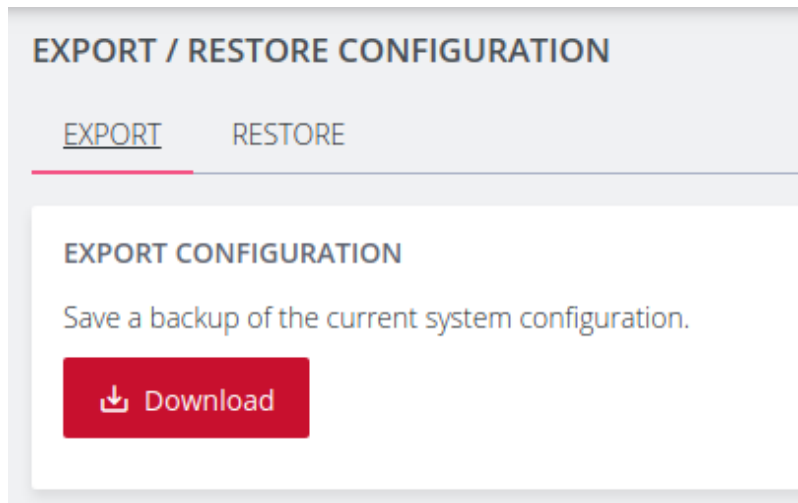 EXPORT / RESTORE CONFIGURATION
EXPORT RESTORE
EXPORT CONFIGURATION
Save a backup of the current system configuration.
Download